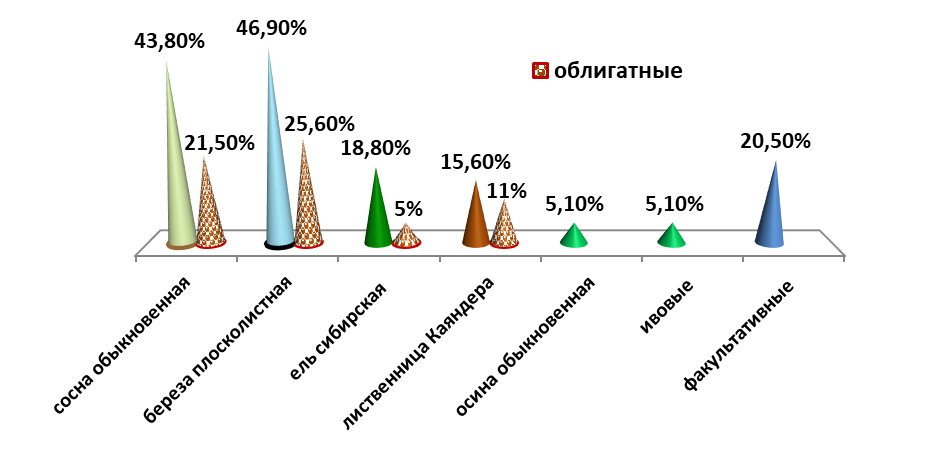 46,90%
43,80%
облигатные
25,60%
21,50%
18,80%
15,60%
20,50%
11%
5%
5,10%
5,10%
сосна обыкновенная
береза плосколистная
ель сибирская
лиственница Каяндера
осина обыкновенная
ивовые
факультативные